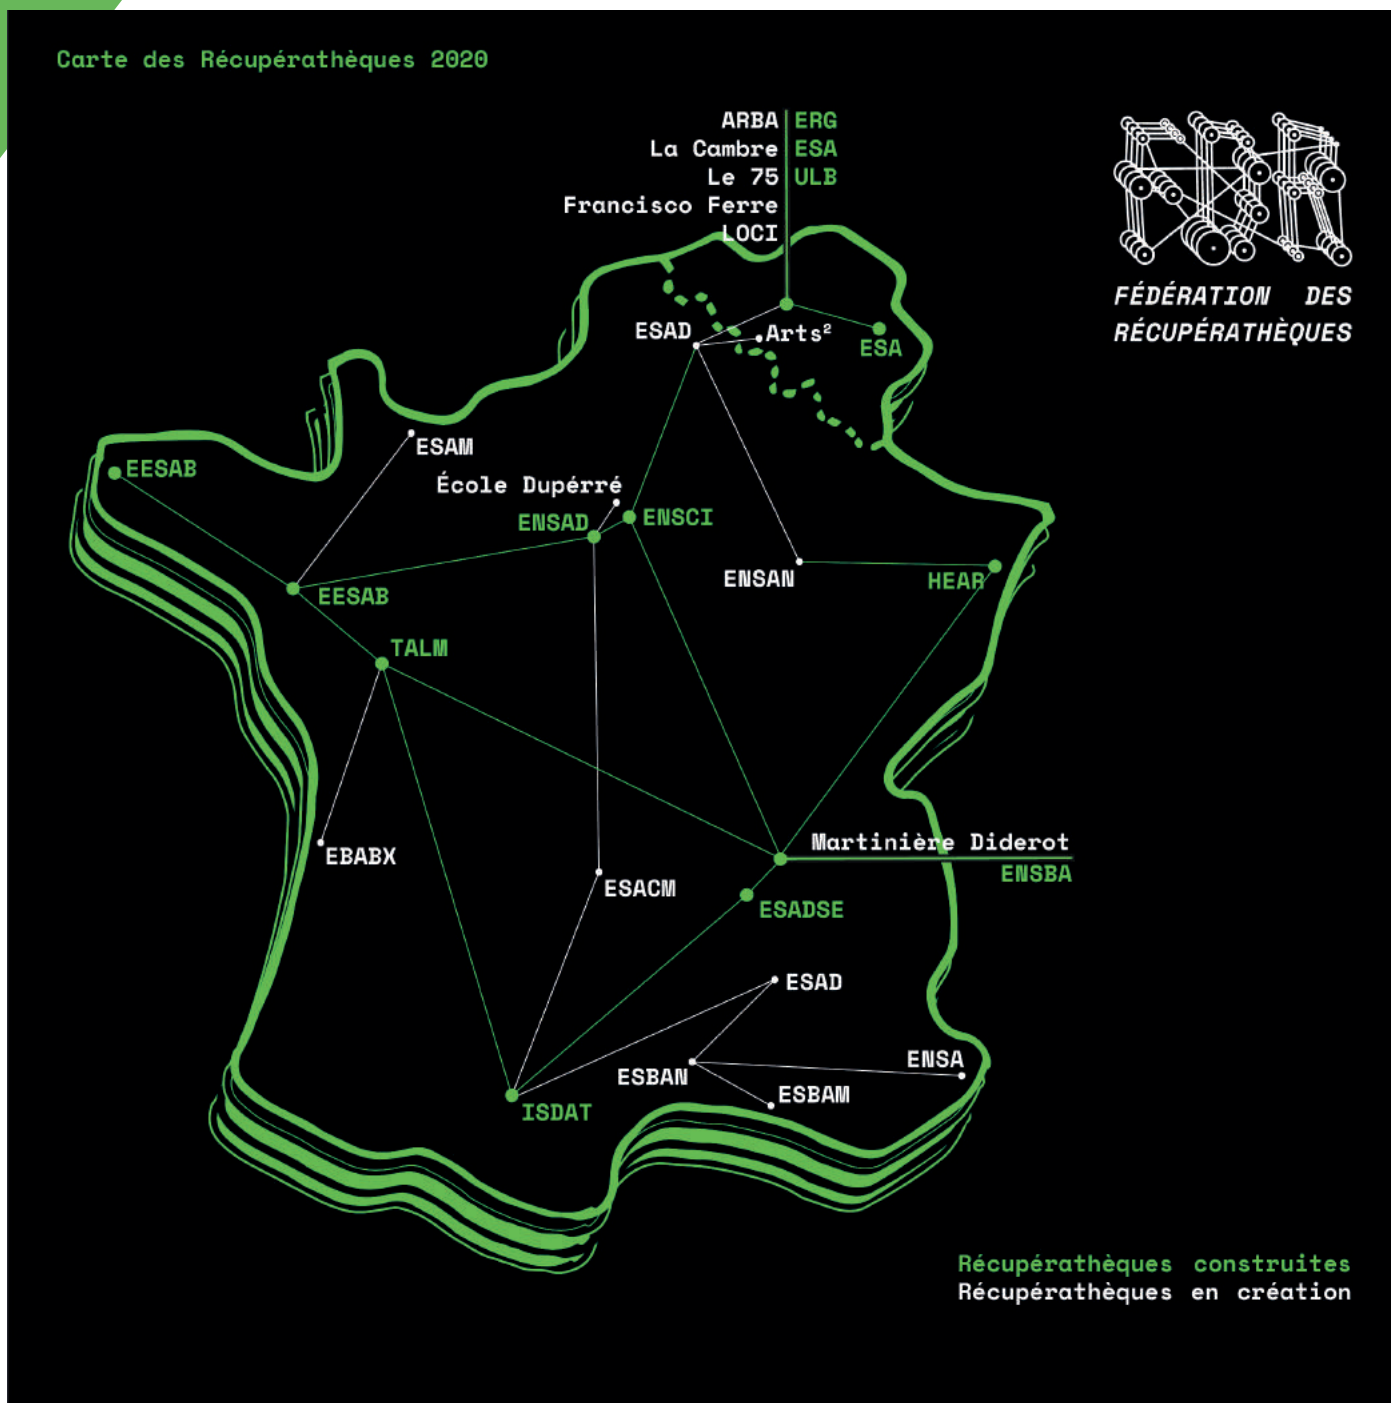 Carte des Récupérathèques 2020
ARBA ERG
La Cambre ESA
Le 75 ULB
Francisco Ferre
LOCI
FÉDÉRATION DES
RÉCUPÉRATHÈQUES
ESAD
Arts²
ESA
ESAM
EESAB
École Dupérré
ENSAD
ENSCI
ENSAN
HEAR
EESAB
TALM
Martinière Diderot
ENSBA
EBABX
ESACM
ESADSE
ESAD
ENSA
ESBAN
ESBAM
ISDAT
Récupérathèques construites
Récupérathèques en création